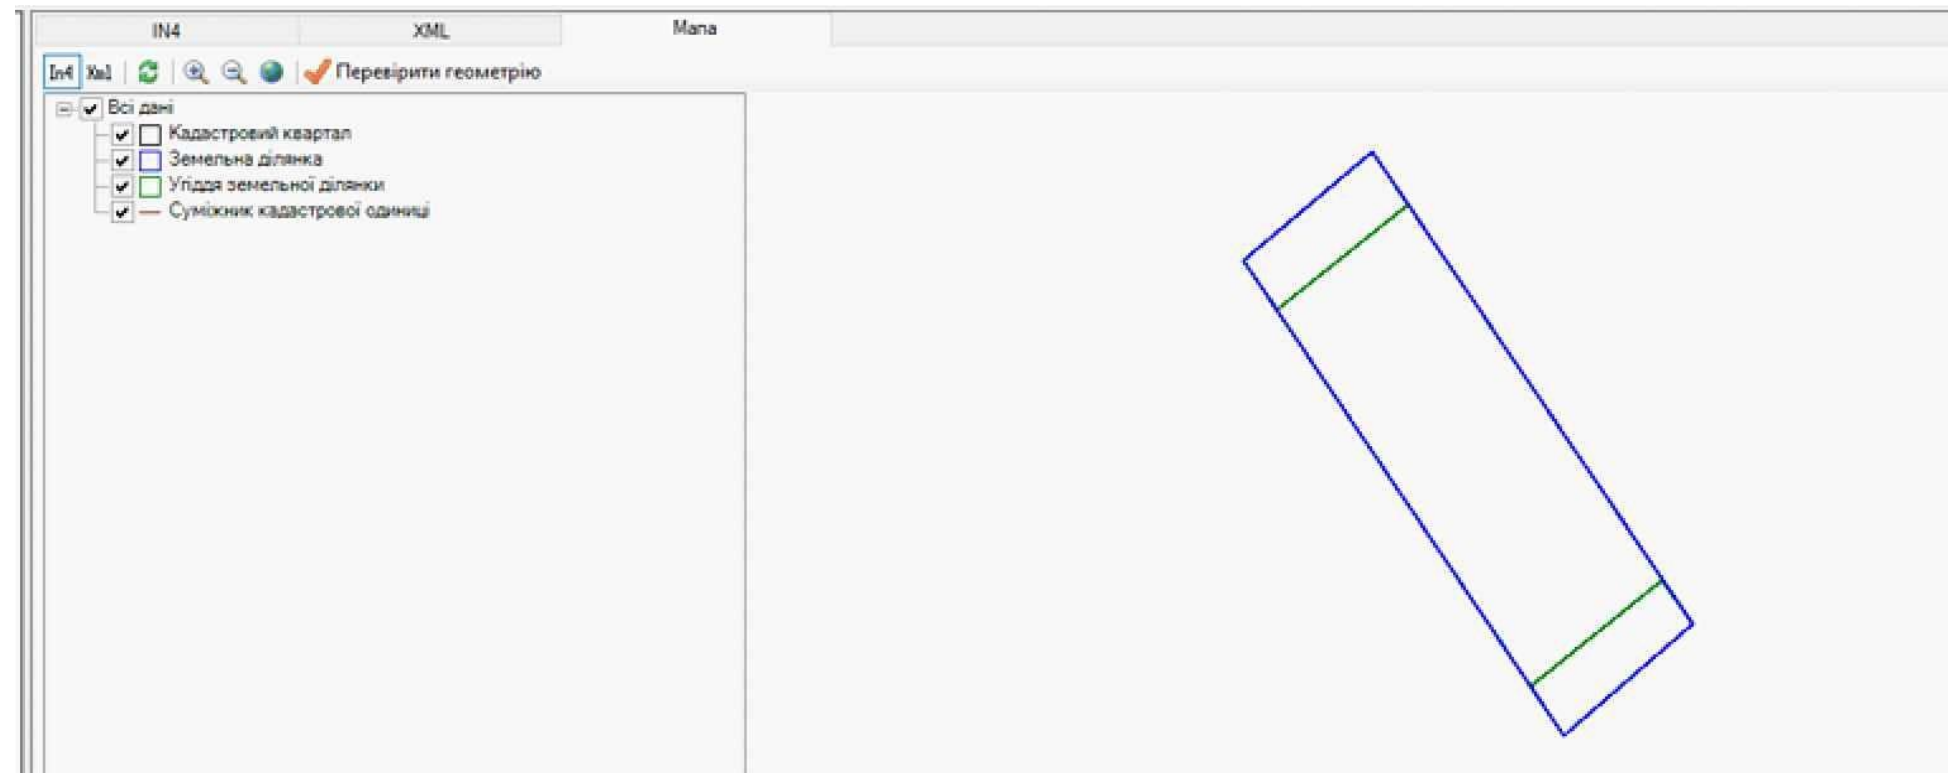 IN4 XML Мапа
In4 Xml Перевірити геометрію
Всі дані
Кадастровий квартал
Земельна ділянка
Угіддя земельної ділянки
Суміжник кадастрової одиниці